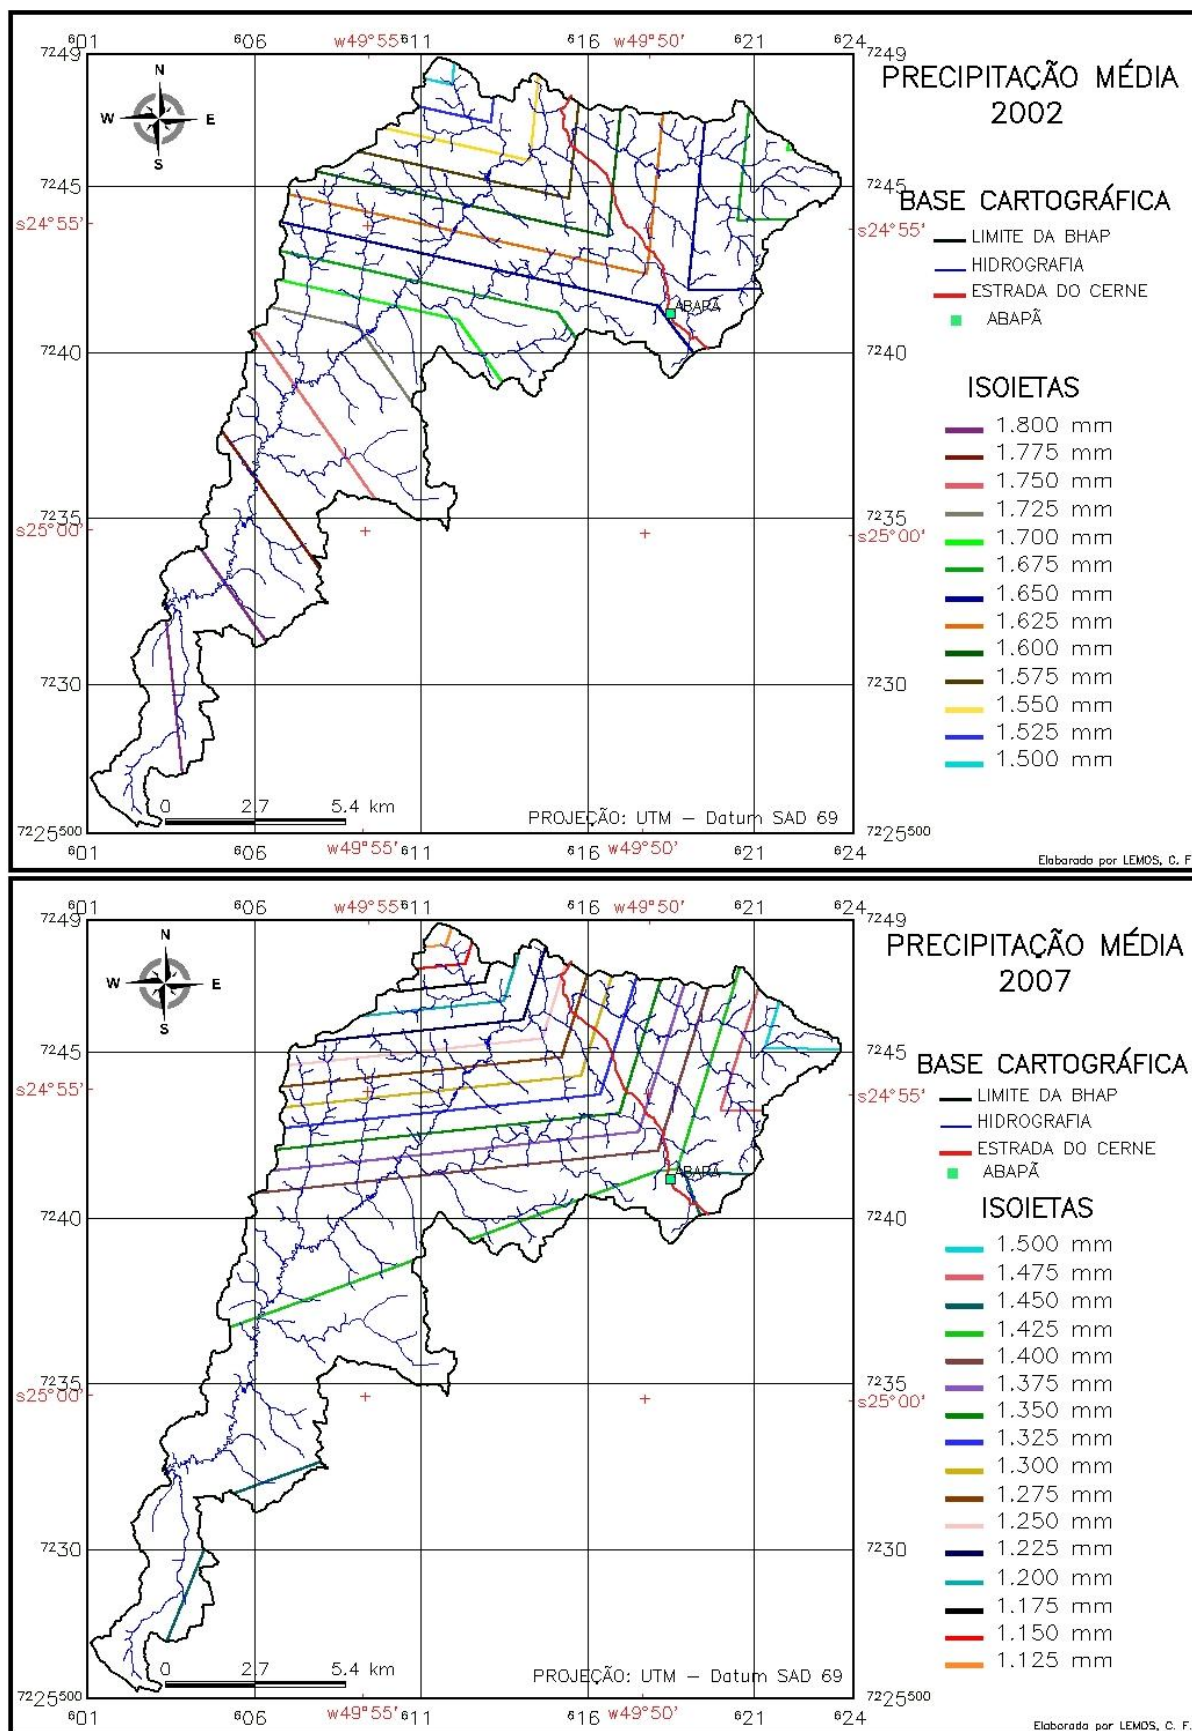 601 606 w49°55' 611 616 w49°50' 621 624
7249 7249
PRECIPITAÇÃO MÉDIA
2002
N
W E
S
7245 7245
BASE CARTOGRÁFICA
s24°55' s24°55'
LIMITE DA BHAP
HIDROGRAFIA
ESTRADA DO CERNE
ABAPÃ
ABAPÃ
7240 7240
ISOIETAS
1.800 mm
1.775 mm
1.750 mm
1.725 mm
7235 7235
s25°00' s25°00'
1.700 mm
1.675 mm
1.650 mm
1.625 mm
1.600 mm
7230 7230
1.575 mm
1.550 mm
1.525 mm
1.500 mm
0 2.7 5.4 km
PROJEÇÃO: UTM – Datum SAD 69
7225500 7225500
601 606 w49°55' 611 616 w49°50' 621 624
Elaborado por LEMOS, C. F.
601 606 w49°55' 611 616 w49°50' 621 624
7249 7249
PRECIPITAÇÃO MÉDIA
2007
N
W E
S
7245 7245
BASE CARTOGRÁFICA
s24°55' s24°55'
LIMITE DA BHAP
HIDROGRAFIA
ESTRADA DO CERNE
ABAPÃ
ABAPÃ
7240 7240
ISOIETAS
1.500 mm
1.475 mm
1.450 mm
1.425 mm
1.400 mm
7235 7235
s25°00' s25°00'
1.375 mm
1.350 mm
1.325 mm
1.300 mm
1.275 mm
1.250 mm
7230 7230
1.225 mm
1.200 mm
1.175 mm
1.150 mm
1.125 mm
0 2.7 5.4 km
PROJEÇÃO: UTM – Datum SAD 69
7225500 7225500
601 606 w49°55' 611 616 w49°50' 621 624
Elaborado por LEMOS, C. F.